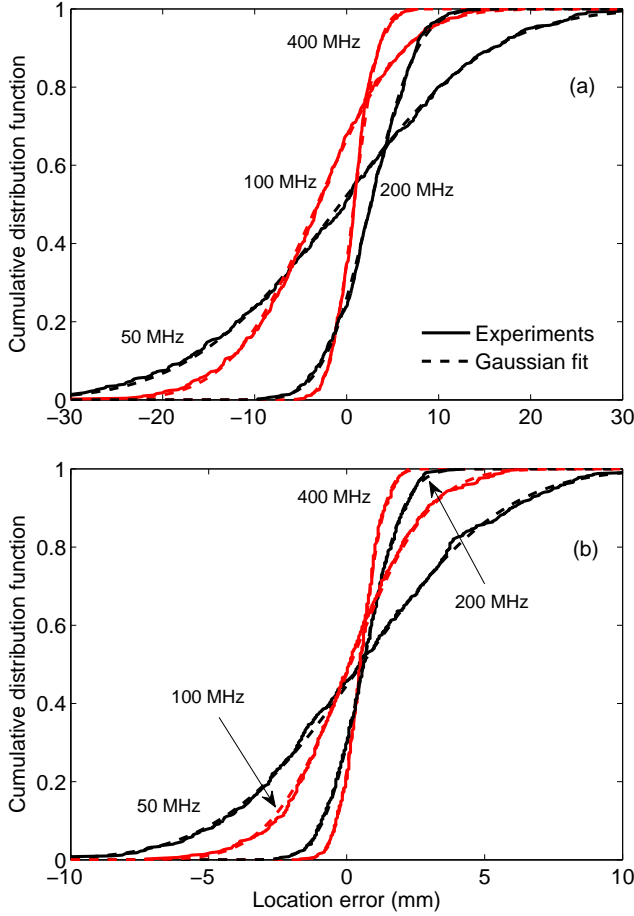 1
0.8
0.6
0.4
0.2
0
Cumulative distribution function
400 MHz
(a)
100 MHz
200 MHz
50 MHz
Experiments
Gaussian fit
−30 −20 −10 0 10 20 30
1
0.8
0.6
0.4
0.2
0
Cumulative distribution function
400 MHz
(b)
200 MHz
100 MHz
50 MHz
−10 −5 0 5 10
Location error (mm)